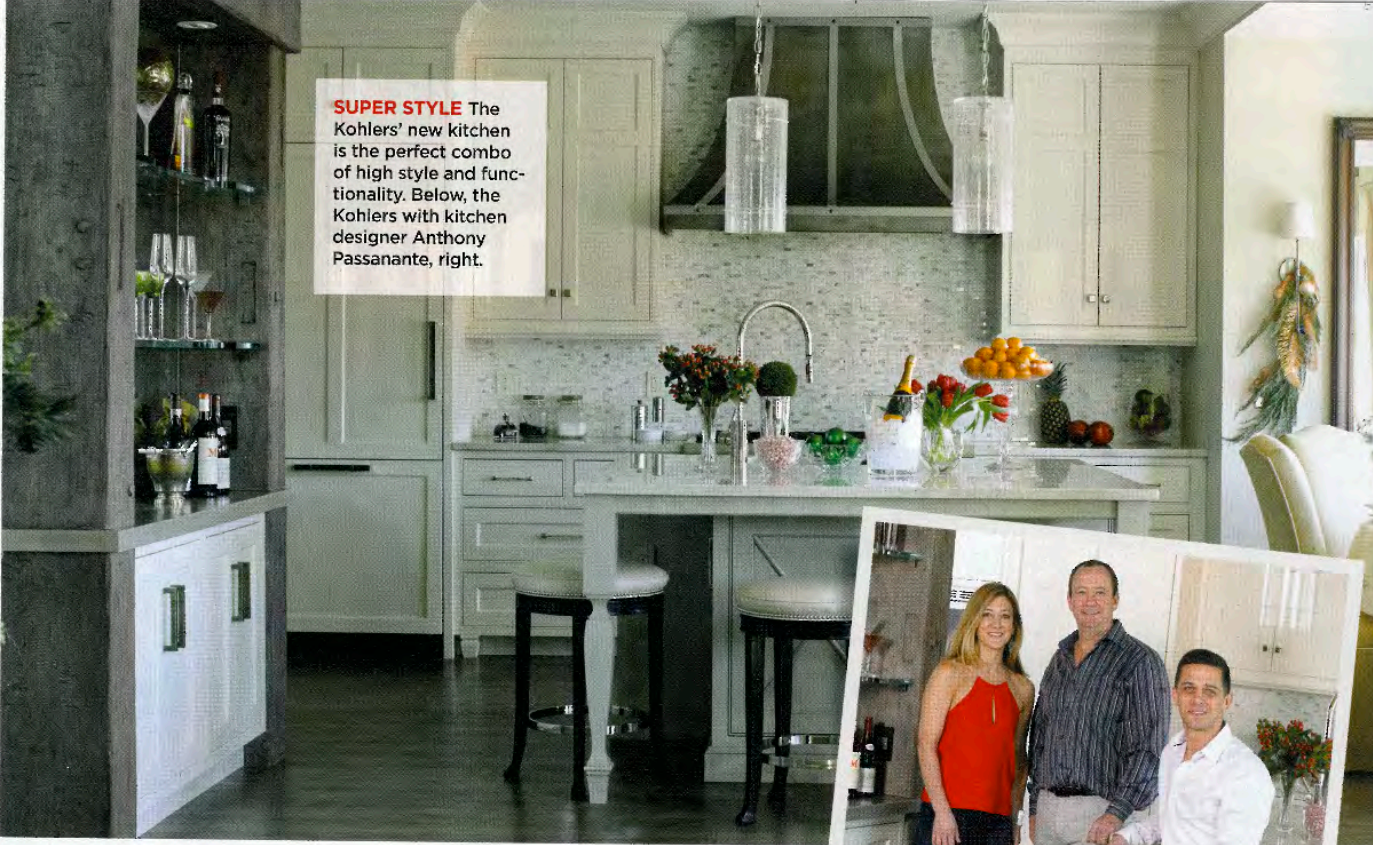 SUPER STYLE The
Kohlers' new kitchen
is the perfect combo
of high style and func-
tionality. Below, the
Kohlers with kitchen
designer Anthony
Passanante, right.